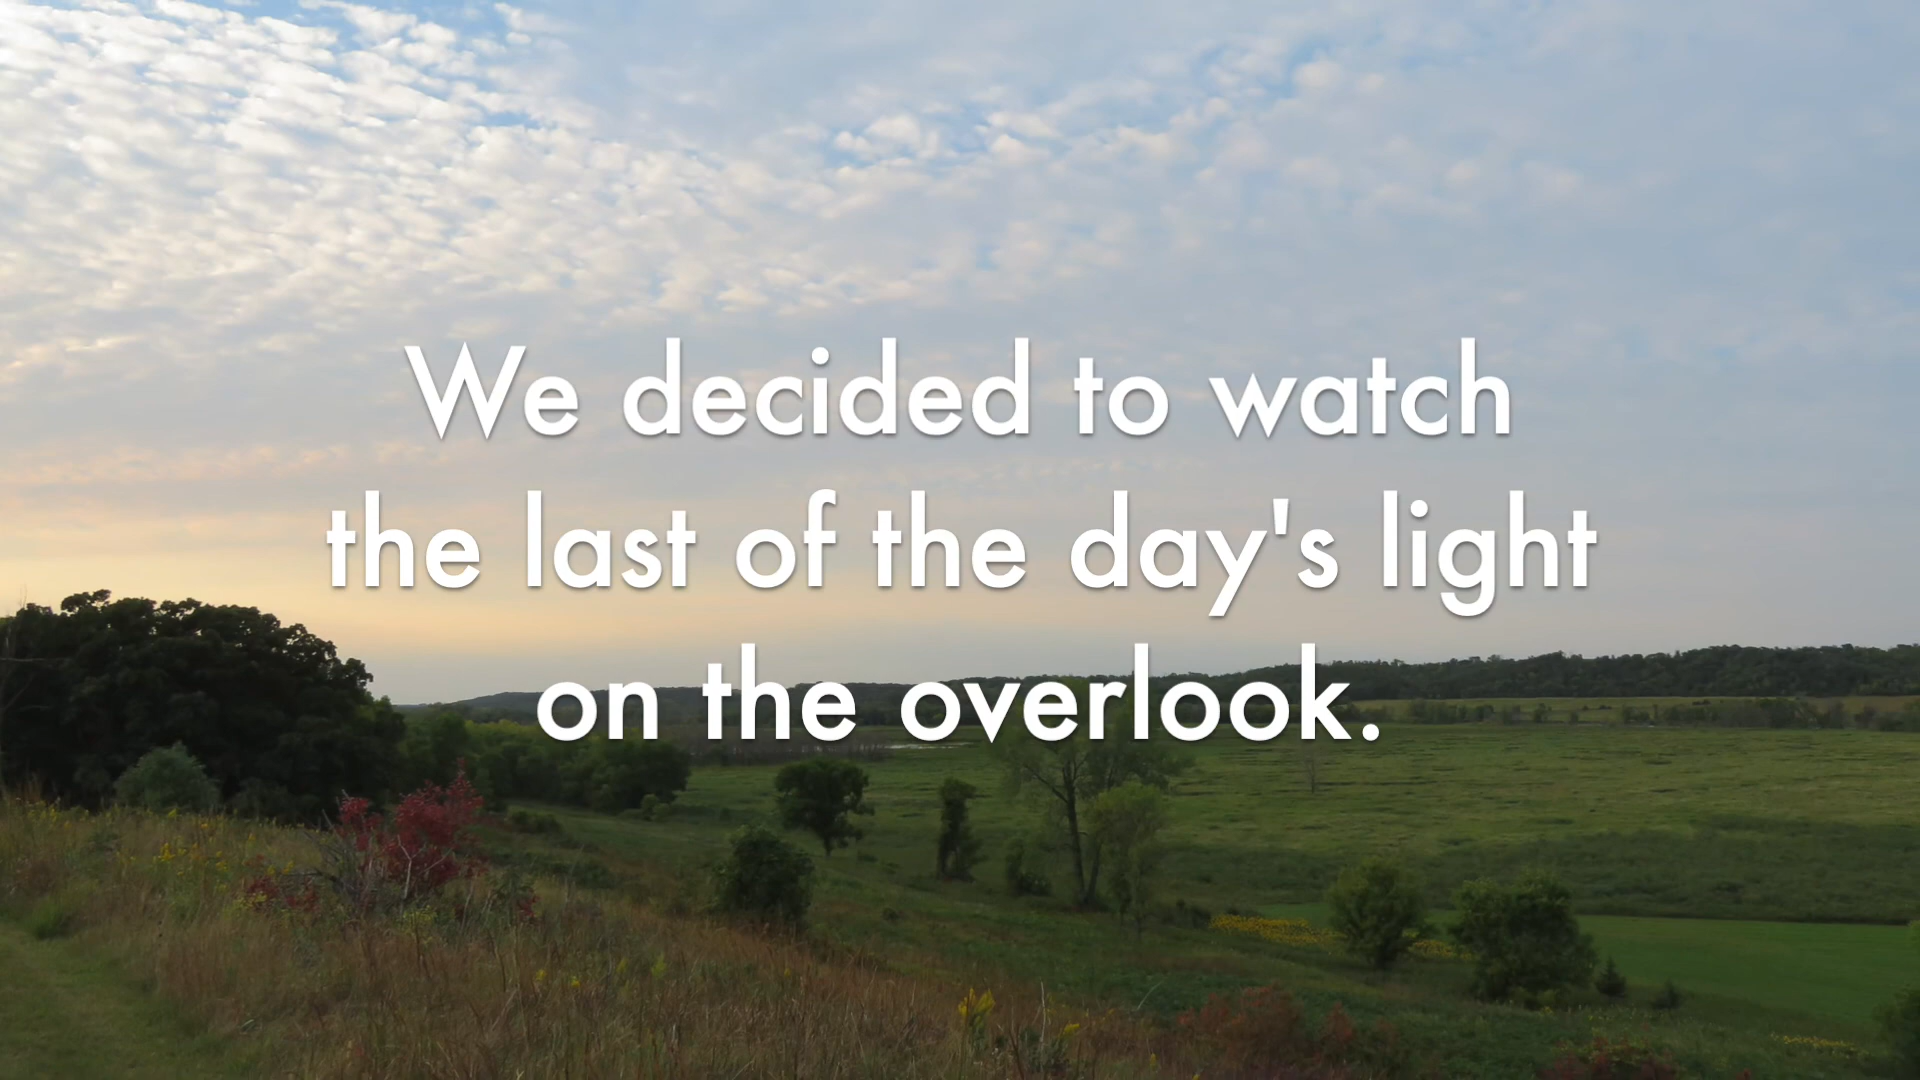 We decided to watch
the last of the day's light
on the overlook.